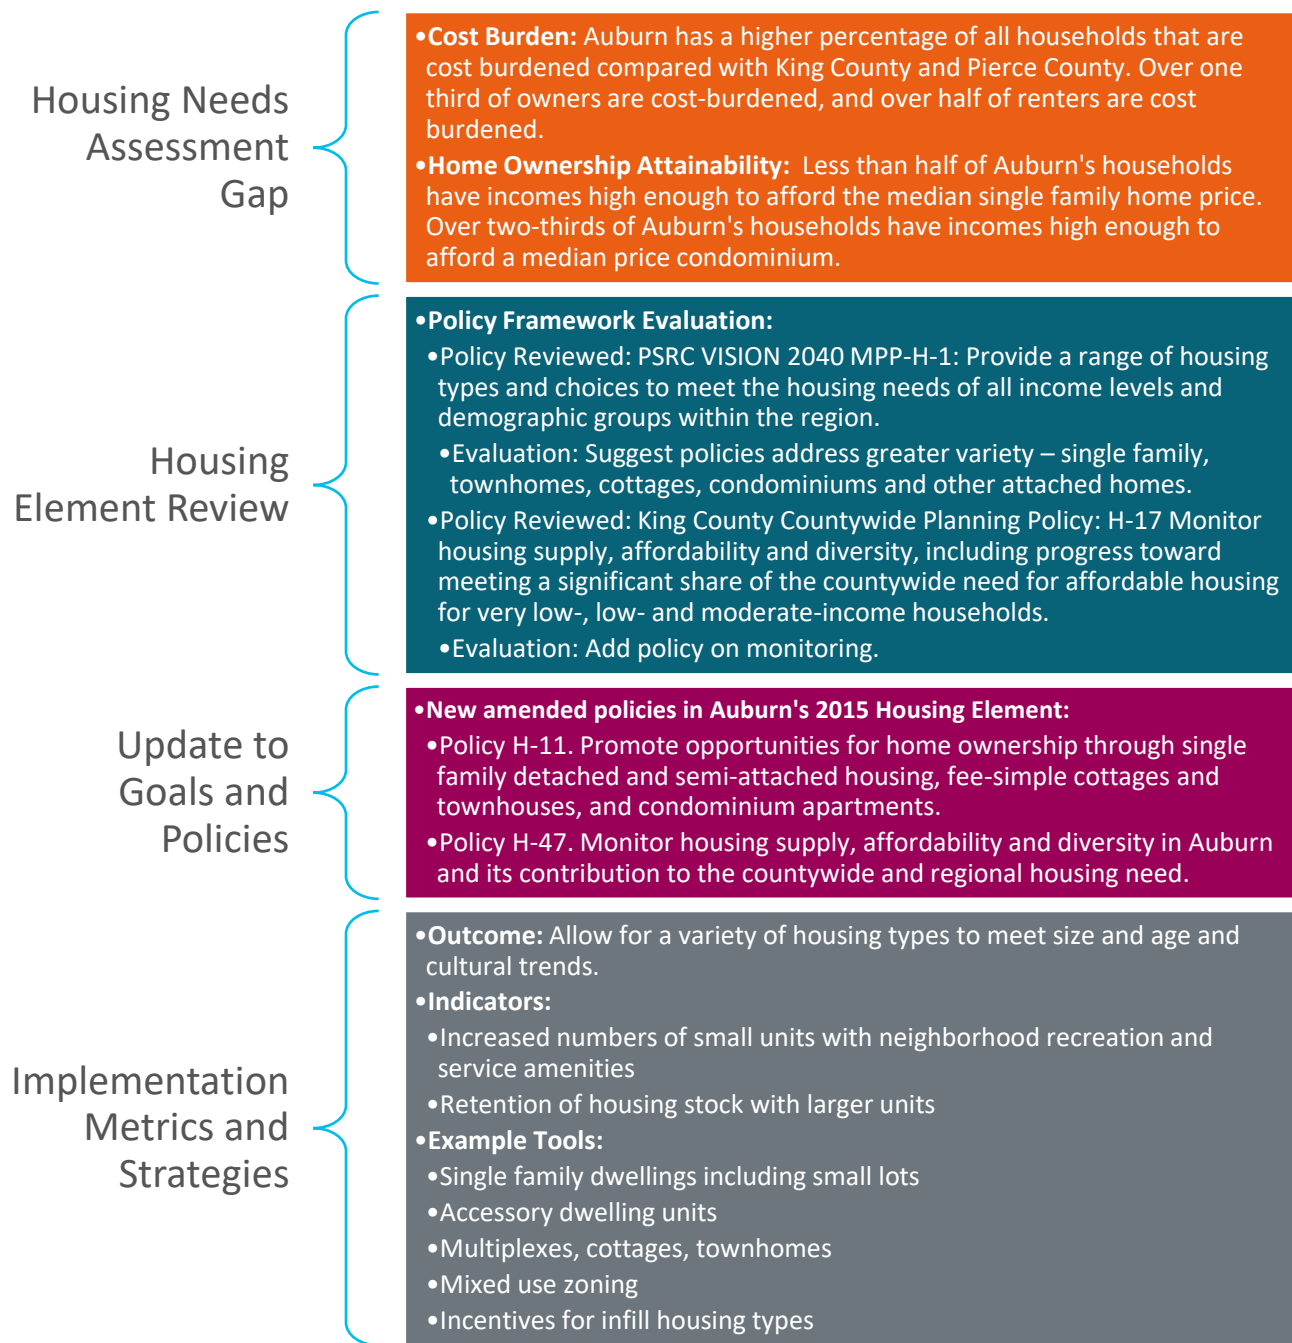 Housing Needs
Assessment
Gap
•Cost Burden: Auburn has a higher percentage of all households that are
cost burdened compared with King County and Pierce County. Over one
third of owners are cost-burdened, and over half of renters are cost
burdened.
•Home Ownership Attainability:  Less than half of Auburn's households
have incomes high enough to afford the median single family home price.
Over two-thirds of Auburn's households have incomes high enough to
afford a median price condominium.
Housing
Element Review
•Policy Framework Evaluation:
•Policy Reviewed: PSRC VISION 2040 MPP-H-1: Provide a range of housing
types and choices to meet the housing needs of all income levels and
demographic groups within the region.
•Evaluation: Suggest policies address greater variety – single family,
townhomes, cottages, condominiums and other attached homes.
•Policy Reviewed: King County Countywide Planning Policy: H-17 Monitor
housing supply, affordability and diversity, including progress toward
meeting a significant share of the countywide need for affordable housing
for very low-, low- and moderate-income households.
•Evaluation: Add policy on monitoring.
Update to
Goals and
Policies
•New amended policies in Auburn's 2015 Housing Element:
•Policy H-11. Promote opportunities for home ownership through single
family detached and semi-attached housing, fee-simple cottages and
townhouses, and condominium apartments.
•Policy H-47. Monitor housing supply, affordability and diversity in Auburn
and its contribution to the countywide and regional housing need.
Implementation
Metrics and
Strategies
•Outcome: Allow for a variety of housing types to meet size and age and
cultural trends.
•Indicators:
•Increased numbers of small units with neighborhood recreation and
service amenities
•Retention of housing stock with larger units
•Example Tools:
•Single family dwellings including small lots
•Accessory dwelling units
•Multiplexes, cottages, townhomes
•Mixed use zoning
•Incentives for infill housing types